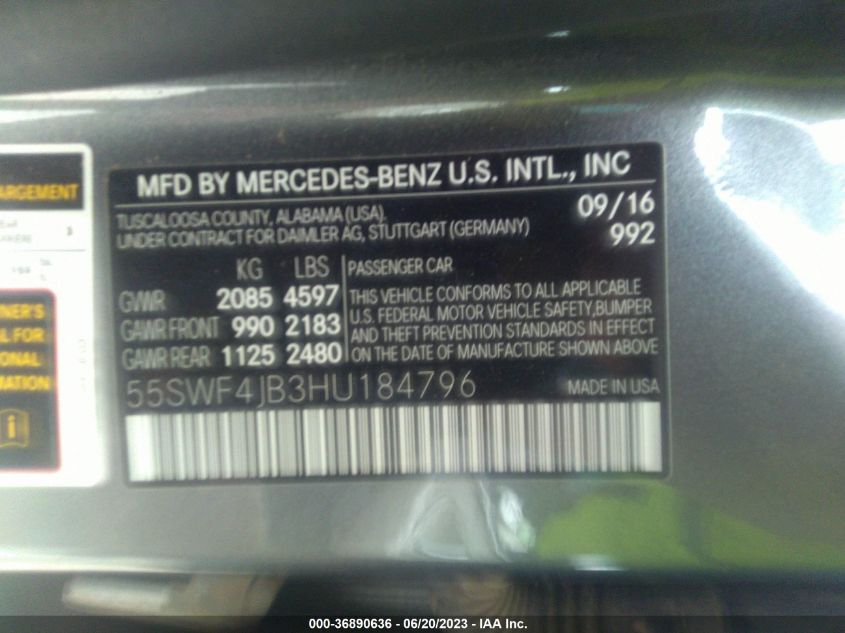 MFD BY MERCEDES-BENZ U.S. INTL., INC
TUSCALOOSA COUNTY, ALABAMA (USA). 09/16
UNDER CONTRACT FOR DAIMLER AG, STUTTGART (GERMANY) 992
KG LBS PASSENGER CAR
GVWR 2085 4597
GAWR FRONT 990 2183
GAWR REAR 1125 2480
THIS VEHICLE CONFORMS TO ALL APPLICABLE
U.S. FEDERAL MOTOR VEHICLE SAFETY, BUMPER
AND THEFT PREVENTION STANDARDS IN EFFECT
ON THE DATE OF MANUFACTURE SHOWN ABOVE
55SWF4JB3HU184796 MADE IN USA
ARGEMENT
NER'S
L FOR
ONAL
MATION
i
000-36890636 - 06/20/2023 - IAA Inc.